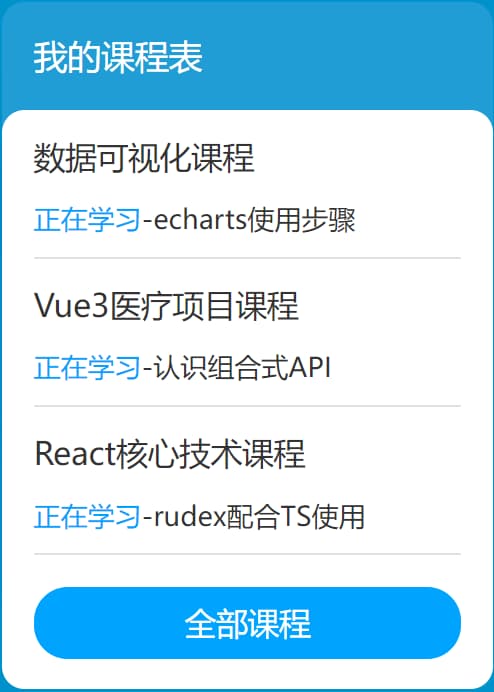 我的课程表
数据可视化课程
正在学习-echarts使用步骤
Vue3医疗项目课程
正在学习-认识组合式API
React核心技术课程
正在学习-rudex配合TS使用
全部课程